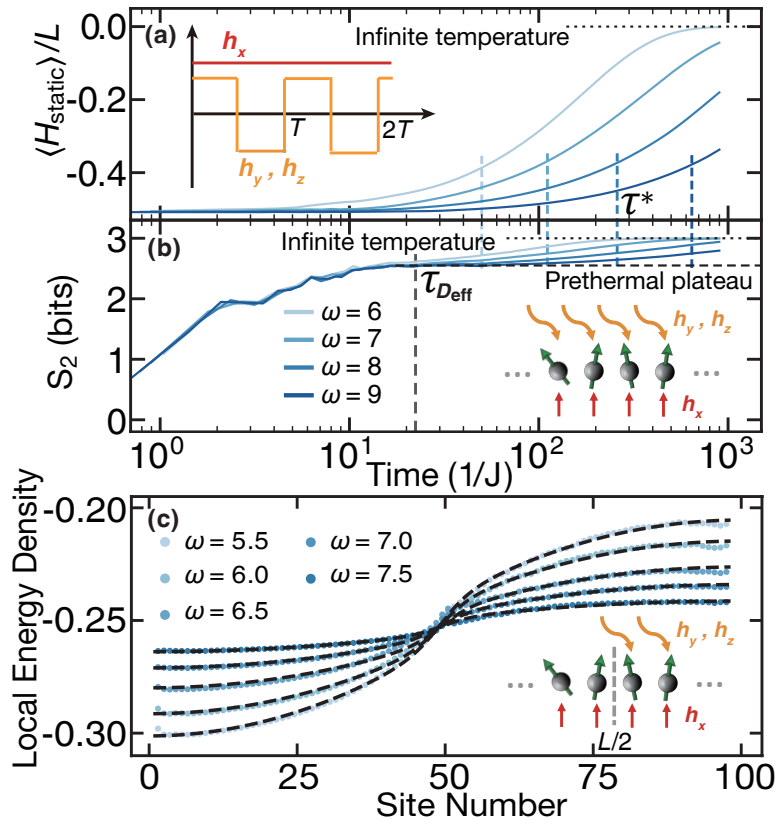 (a)
h_x
Infinite temperature
0.0
-0.2
-0.4
⟨H_static⟩/L
T
2T
h_y , h_z
τ*
(b)
Infinite temperature
3
2
1
0
S_2 (bits)
τ_{D_eff}
Prethermal plateau
ω = 6
ω = 7
ω = 8
ω = 9
h_y, h_z
... ...
h_x
10^0
10^1
10^2
10^3
Time (1/J)
(c)
-0.20
-0.25
-0.30
Local Energy Density
ω = 5.5
ω = 6.0
ω = 6.5
ω = 7.0
ω = 7.5
h_y, h_z
... ...
h_x
L/2
0
25
50
75
100
Site Number